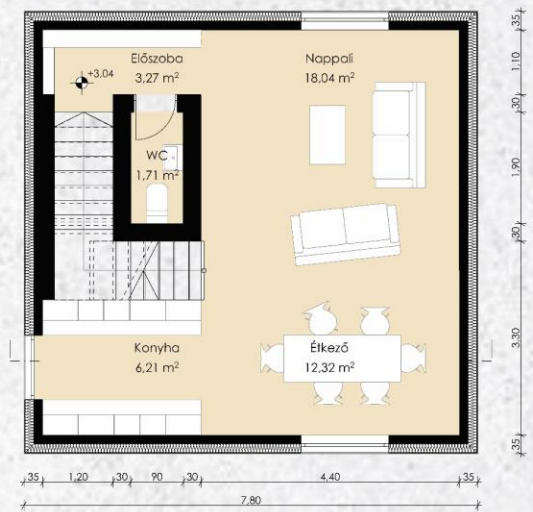 Előszoba
3,27 m²
Nappali
18,04 m²
+3,04
WC
1,71 m²
Konyha
6,21 m²
Étkező
12,32 m²
35
1,10
30
1,90
30
3,30
35
35
1,20
30
90
30
4,40
35
7,80